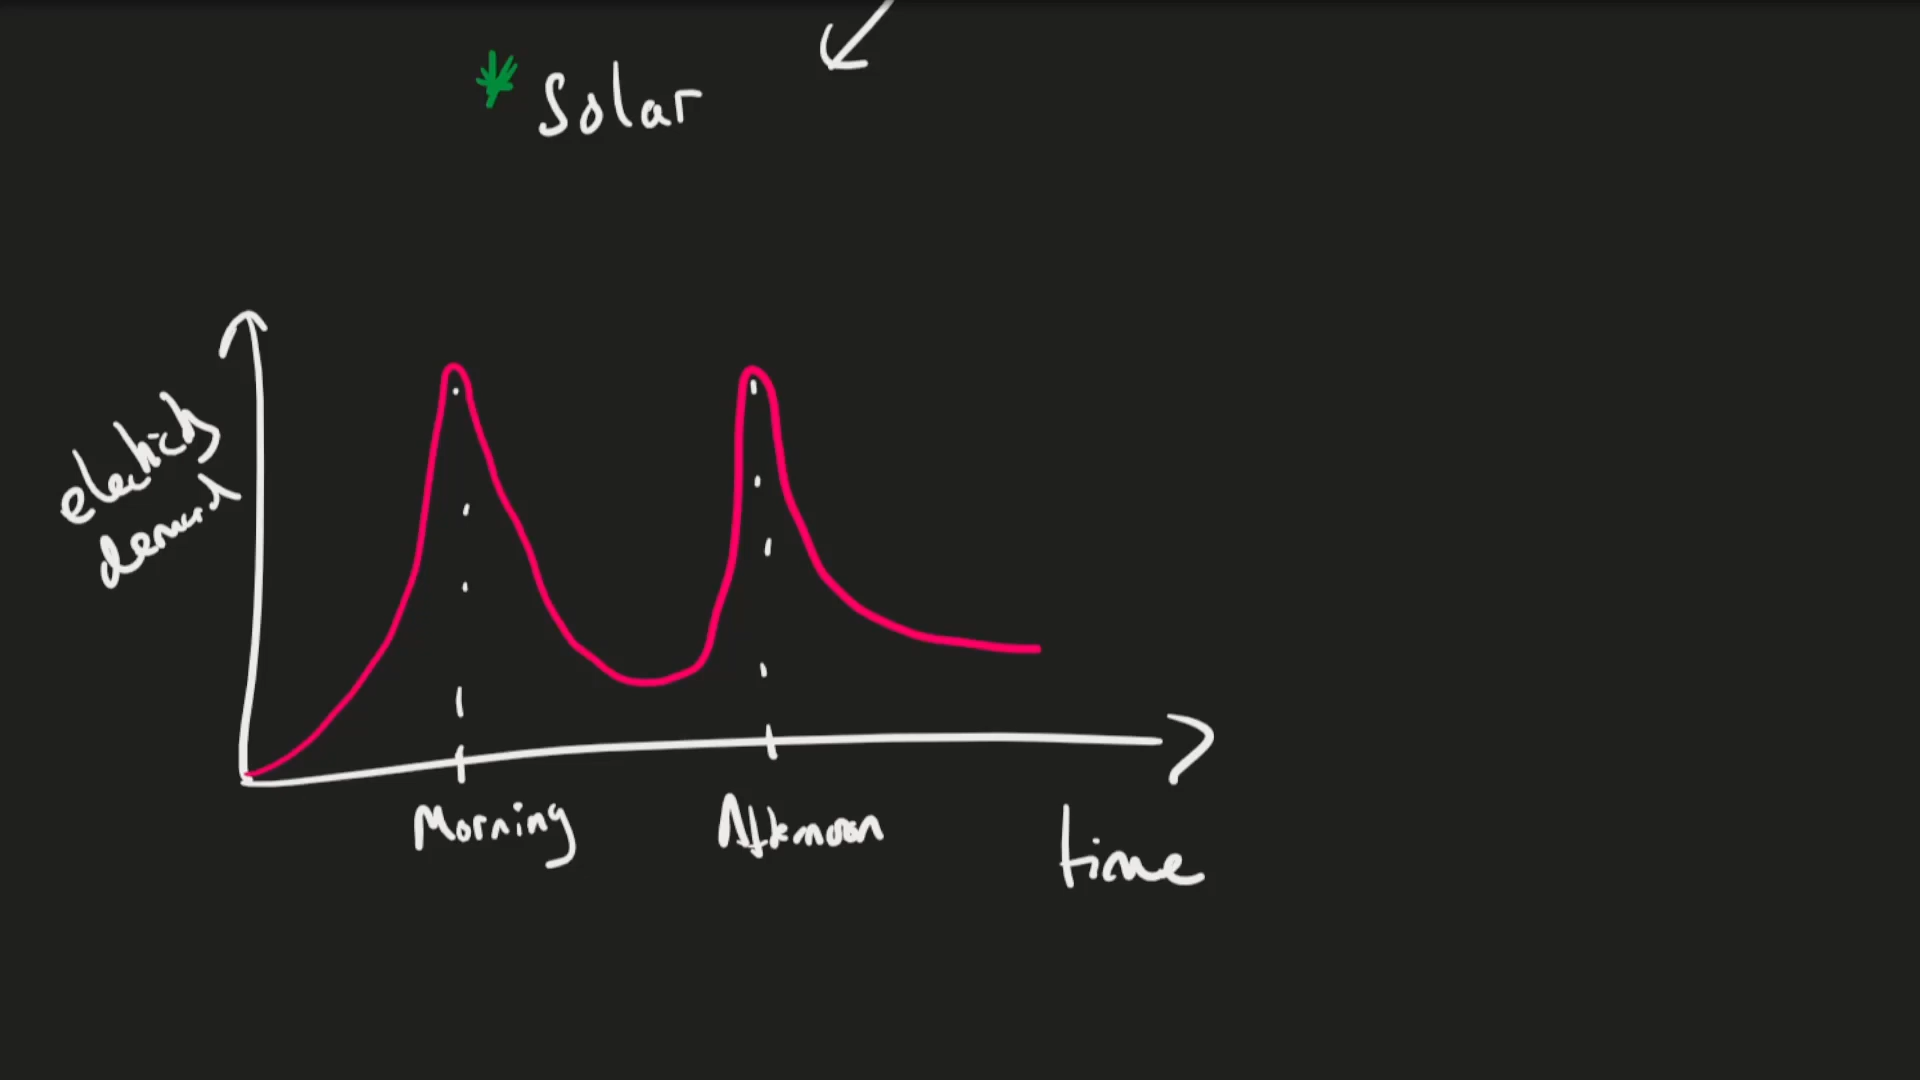 * Solar
electricity
demand
Morning
Afternoon
time